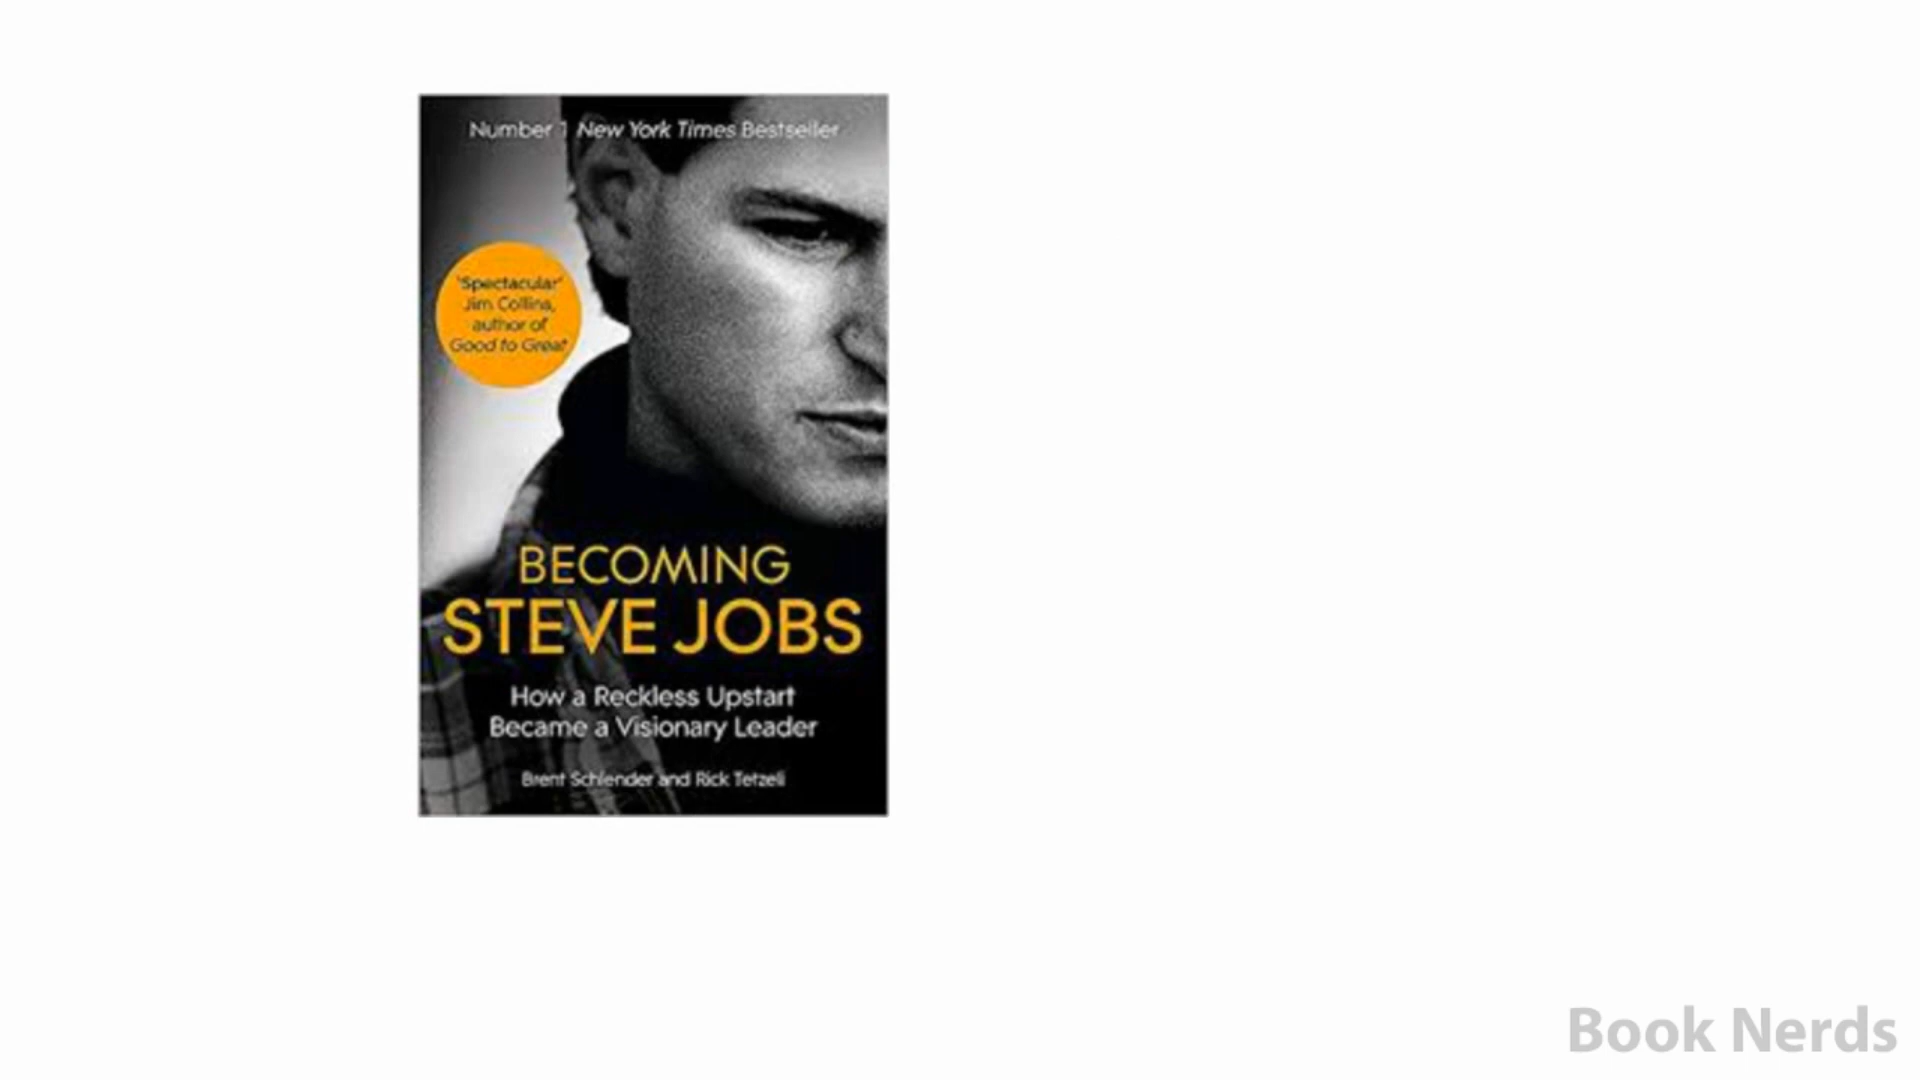 Number 1 New York Times Bestseller
'Spectacular'
Jim Collins,
author of
Good to Great
BECOMING
STEVE JOBS
How a Reckless Upstart
Became a Visionary Leader
Brent Schlender and Rick Tetzeli
Book Nerds